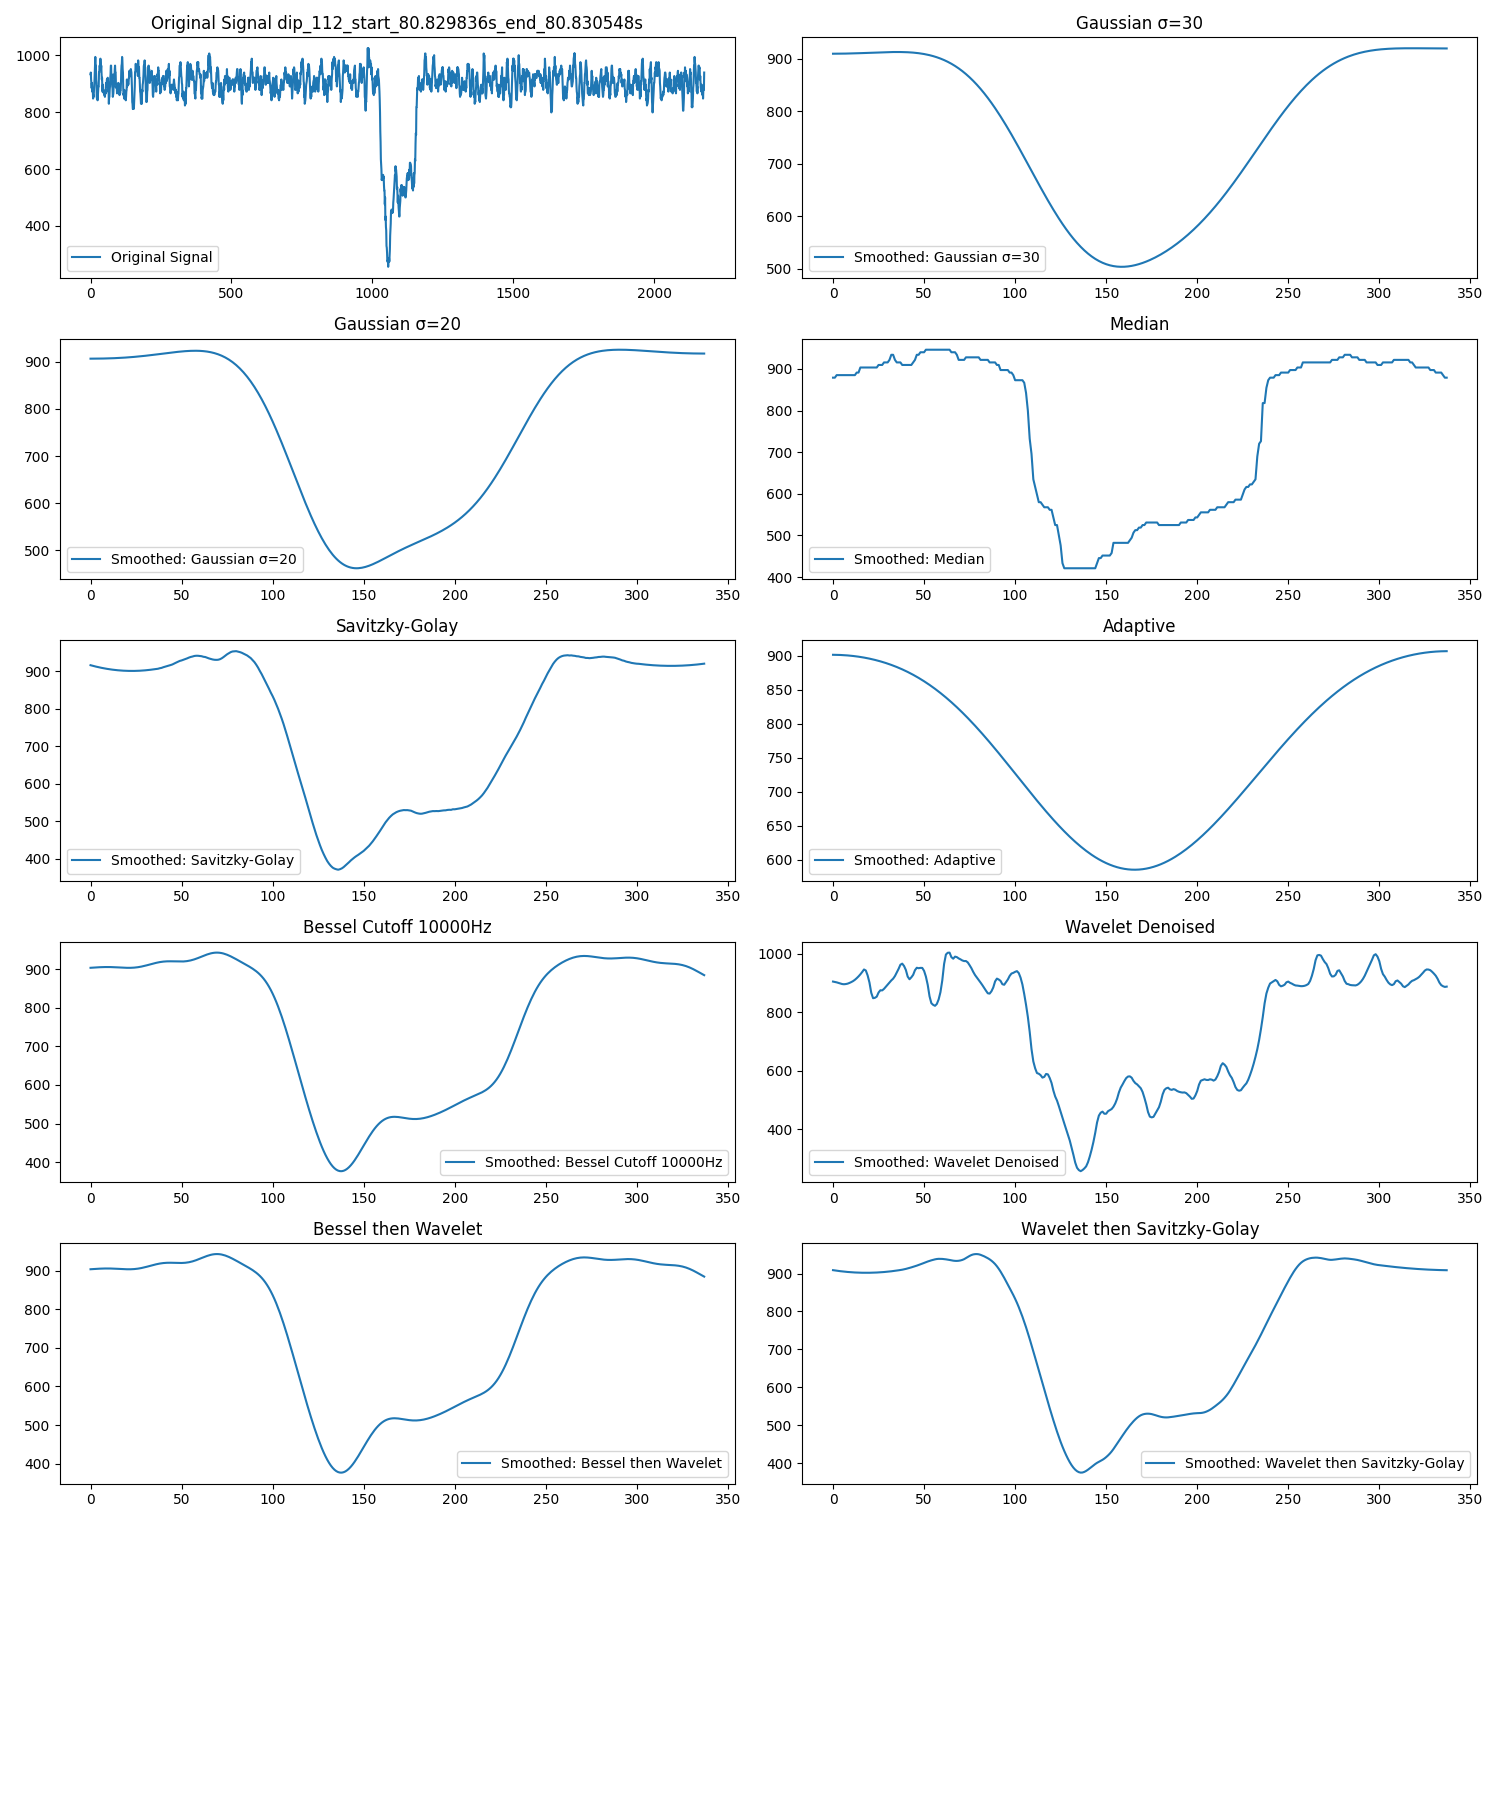 Original Signal dip_112_start_80.829836s_end_80.830548s
1000
800
600
400
Original Signal
0 500 1000 1500 2000
Gaussian σ=30
900
800
700
600
500
Smoothed: Gaussian σ=30
0 50 100 150 200 250 300 350
Gaussian σ=20
900
800
700
600
500
Smoothed: Gaussian σ=20
0 50 100 150 200 250 300 350
Median
900
800
700
600
500
400
Smoothed: Median
0 50 100 150 200 250 300 350
Savitzky-Golay
900
800
700
600
500
400
Smoothed: Savitzky-Golay
0 50 100 150 200 250 300 350
Adaptive
900
850
800
750
700
650
600
Smoothed: Adaptive
0 50 100 150 200 250 300 350
Bessel Cutoff 10000Hz
900
800
700
600
500
400
Smoothed: Bessel Cutoff 10000Hz
0 50 100 150 200 250 300 350
Wavelet Denoised
1000
800
600
400
Smoothed: Wavelet Denoised
0 50 100 150 200 250 300 350
Bessel then Wavelet
900
800
700
600
500
400
Smoothed: Bessel then Wavelet
0 50 100 150 200 250 300 350
Wavelet then Savitzky-Golay
900
800
700
600
500
400
Smoothed: Wavelet then Savitzky-Golay
0 50 100 150 200 250 300 350